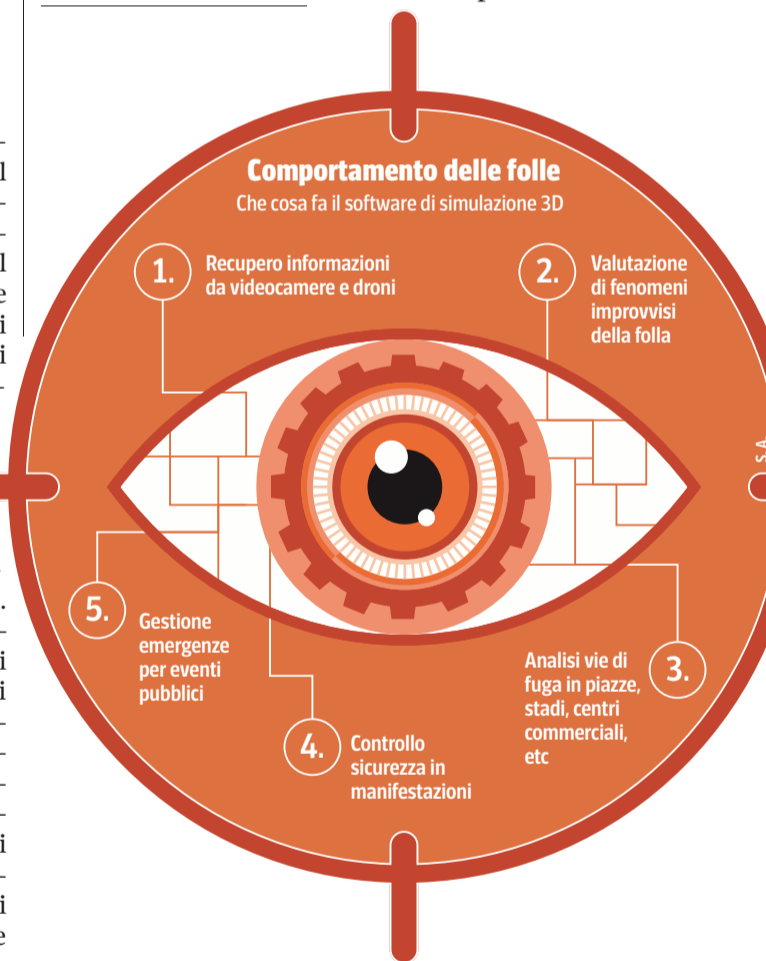 Comportamento delle folle
Che cosa fa il software di simulazione 3D
1.
Recupero informazioni
da videocamere e droni
2.
Valutazione
di fenomeni
improvvisi
della folla
3.
Analisi vie di
fuga in piazze,
stadi, centri
commerciali,
etc
4.
Controllo
sicurezza in
manifestazioni
5.
Gestione
emergenze
per eventi
pubblici
S.A.